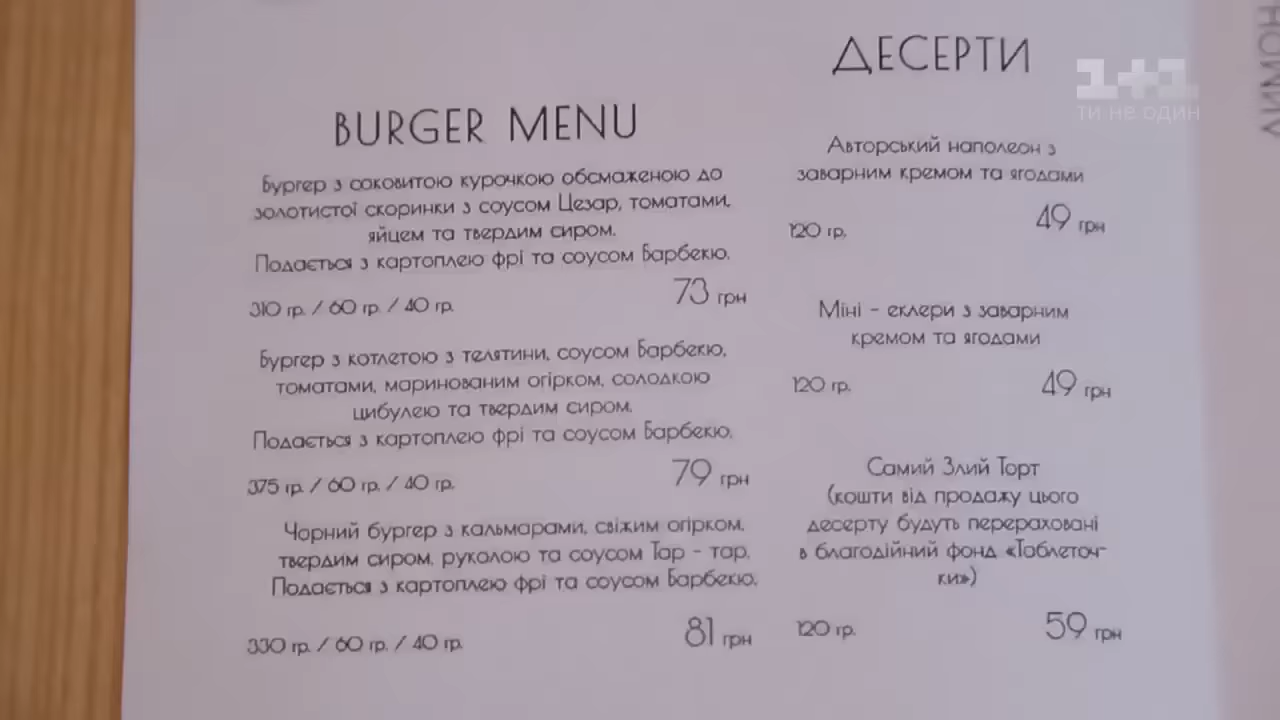 BURGER MENU
Бургер з соковитою курочкою обсмаженою до
золотистої скоринки з соусом Цезар, томатами,
яйцем та твердим сиром.
Подається з картоплею фрі та соусом Барбекю.
310 гр. / 60 гр. / 40 гр.
73 грн
Бургер з котлетою з телятини, соусом Барбекю,
томатами, маринованим огірком, солодкою
цибулею та твердим сиром.
Подається з картоплею фрі та соусом Барбекю.
375 гр. / 60 гр. / 40 гр.
79 грн
Чорний бургер з кальмарами, свіжим огірком,
твердим сиром, руколою та соусом Тар - тар.
Подається з картоплею фрі та соусом Барбекю.
330 гр. / 60 гр. / 40 гр.
81 грн
ДЕСЕРТИ
Авторський наполеон з
заварним кремом та ягодами
120 гр.
49 грн
Міні - еклери з заварним
кремом та ягодами
120 гр.
49 грн
Самий Злий Торт
(кошти від продажу цього
десерту будуть перераховані
в благодійний фонд «Таблеточ-
ки»)
120 гр.
59 грн
1+1
ТИ НЕ ОДИН